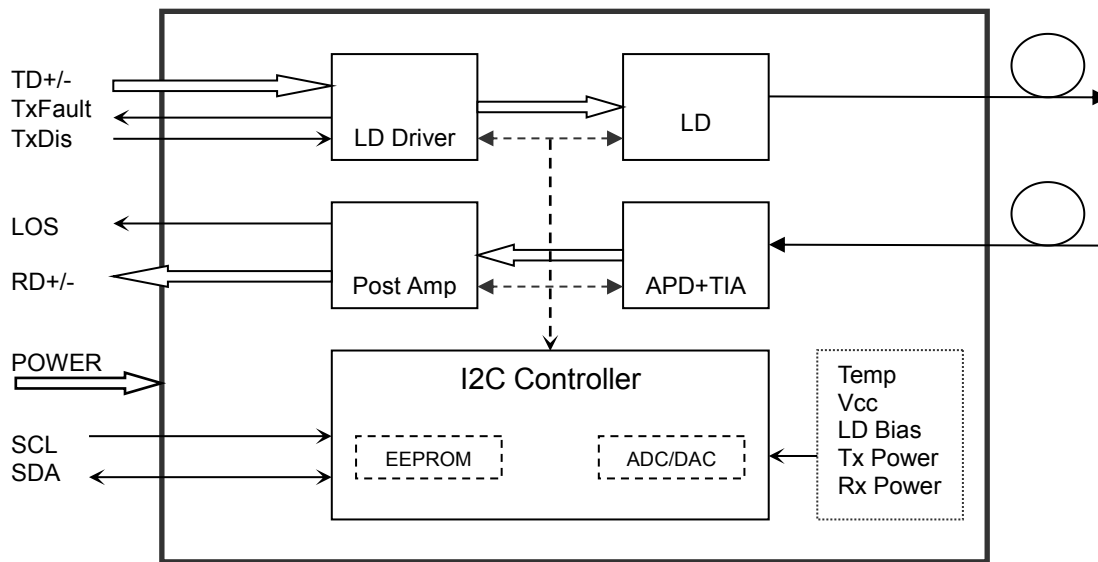 TD+/-
TxFault
TxDis
LD Driver
LD
LOS
RD+/-
Post Amp
APD+TIA
POWER
I2C Controller
SCL
SDA
EEPROM
ADC/DAC
Temp
Vcc
LD Bias
Tx Power
Rx Power